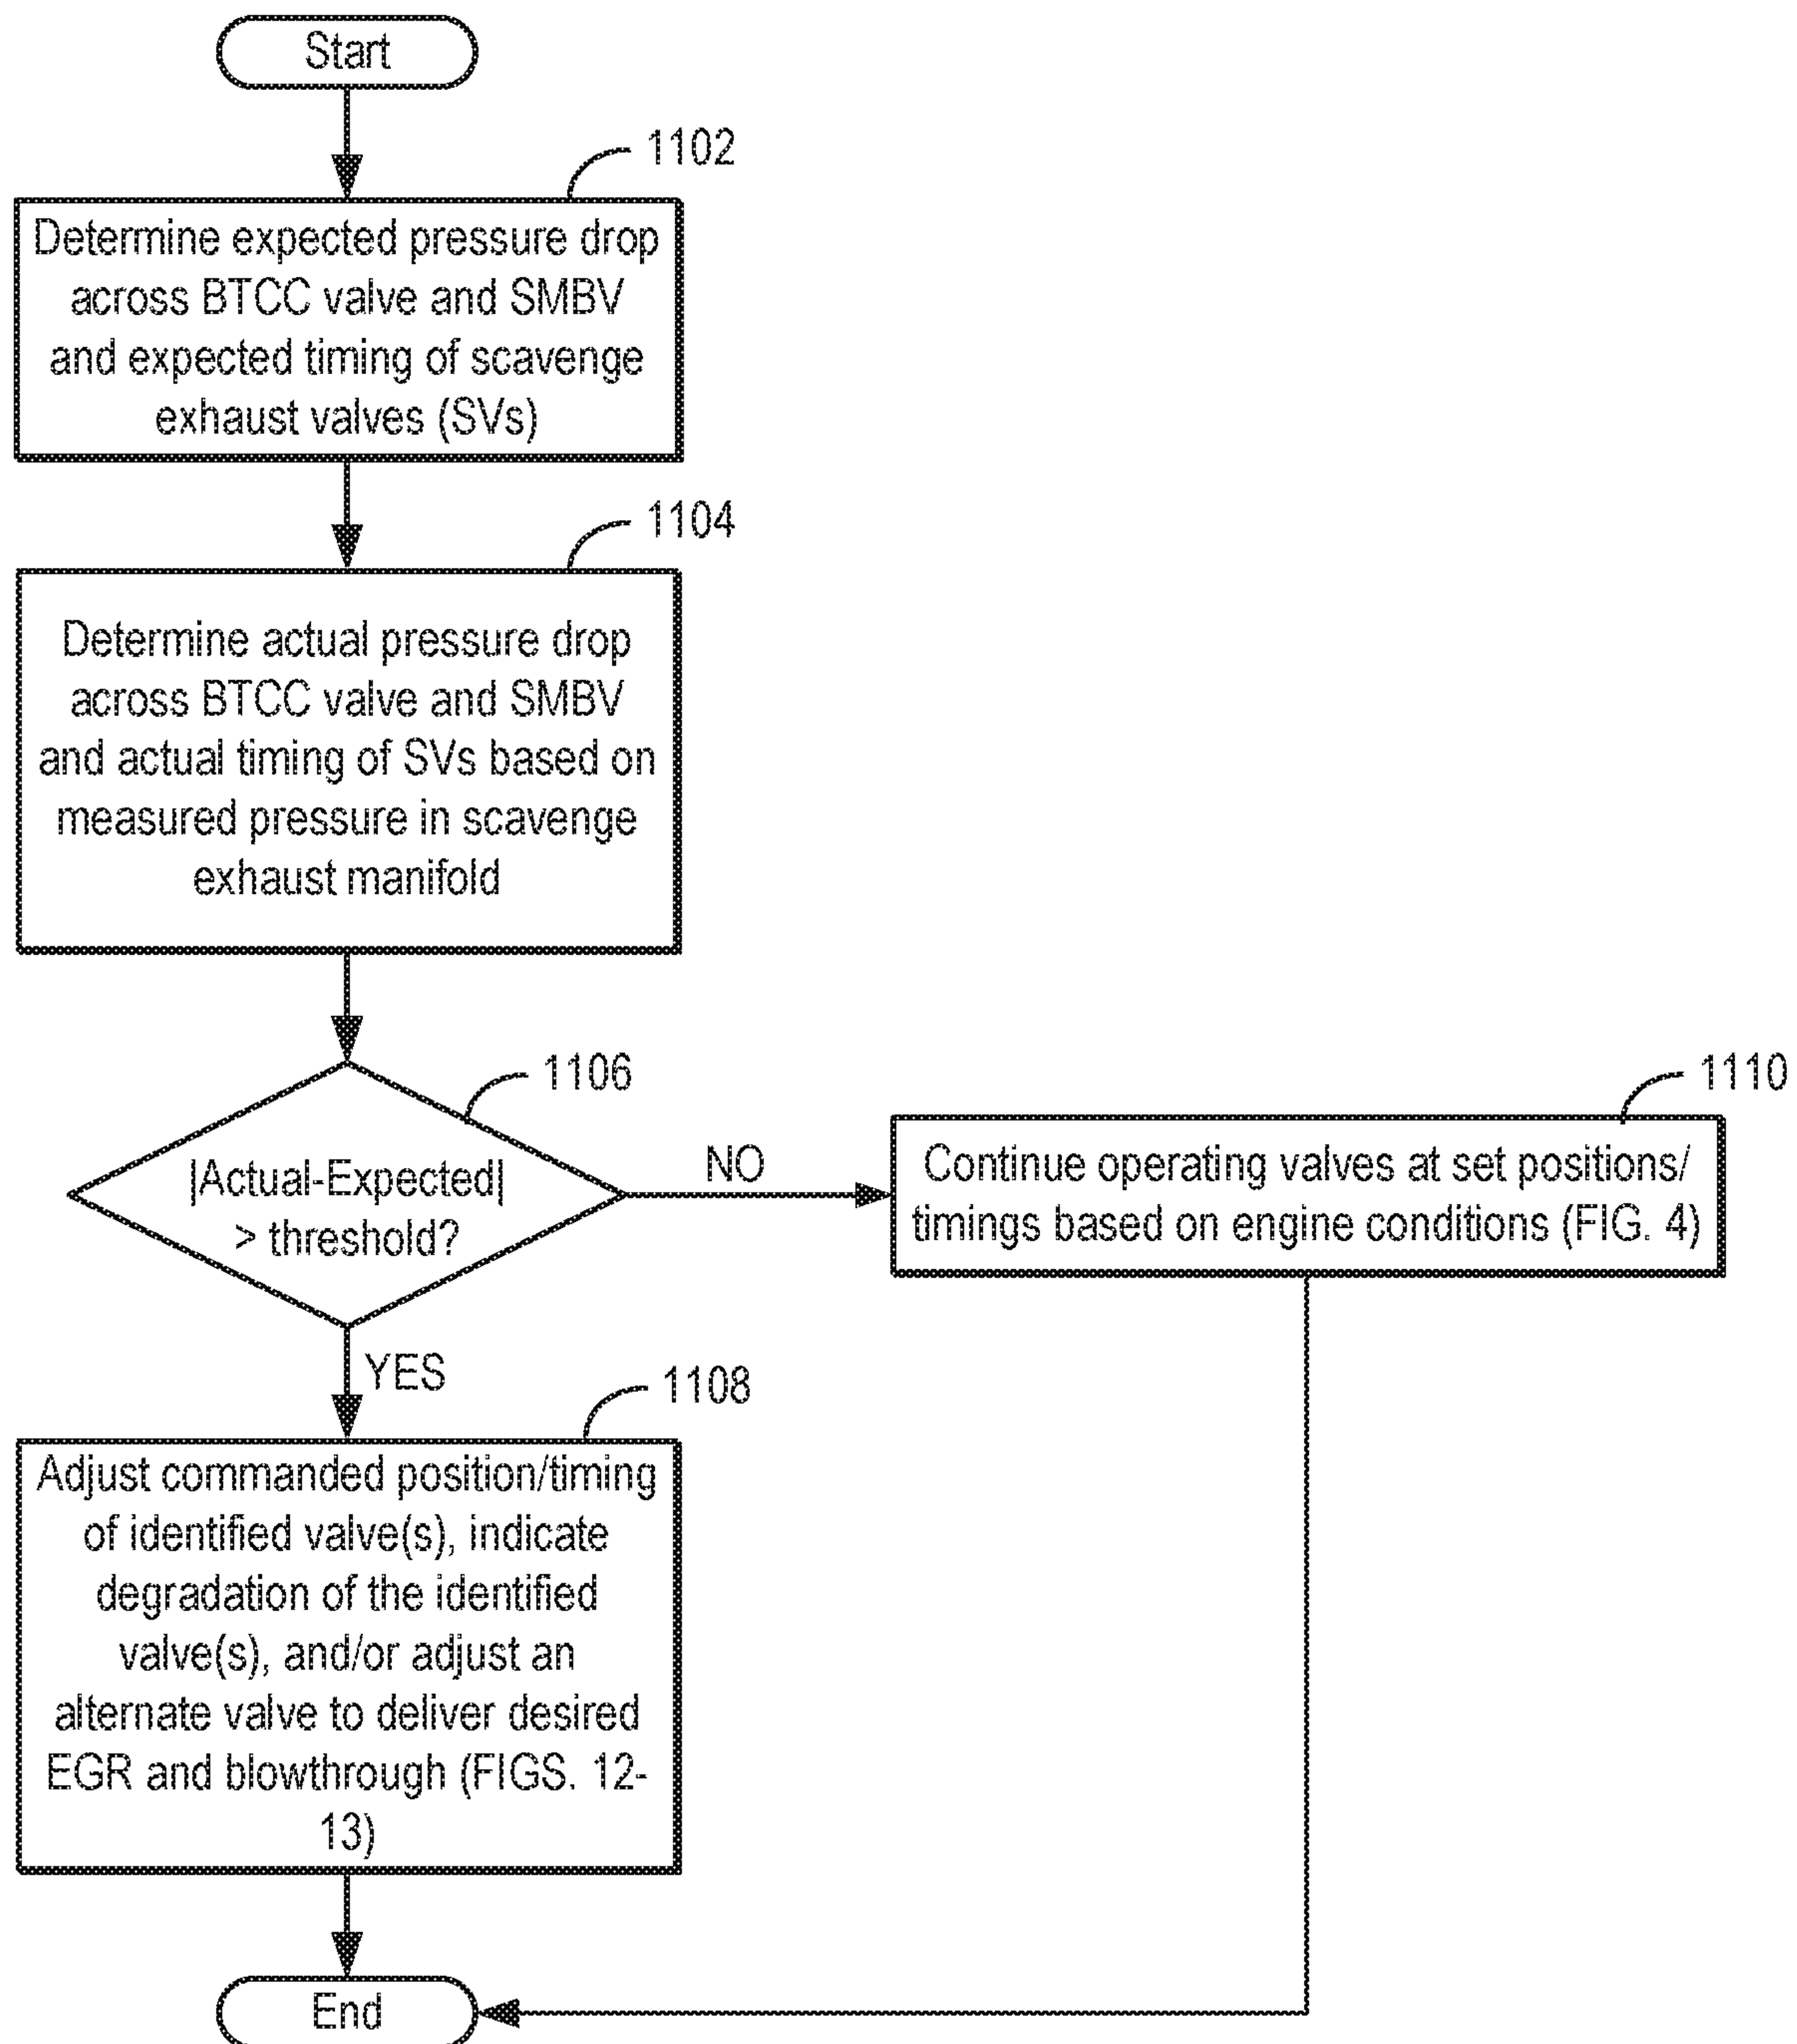 Start
1102
Determine expected pressure drop
across BTCC valve and SMBV
and expected timing of scavenge
exhaust valves (SVs)
1104
Determine actual pressure drop
across BTCC valve and SMBV
and actual timing of SVs based on
measured pressure in scavenge
exhaust manifold
1106
|Actual-Expected|
> threshold?
NO
1110
Continue operating valves at set positions/
timings based on engine conditions (FIG. 4)
YES
1108
Adjust commanded position/timing
of identified valve(s), indicate
degradation of the identified
valve(s), and/or adjust an
alternate valve to deliver desired
EGR and blowthrough (FIGS. 12-
13)
End